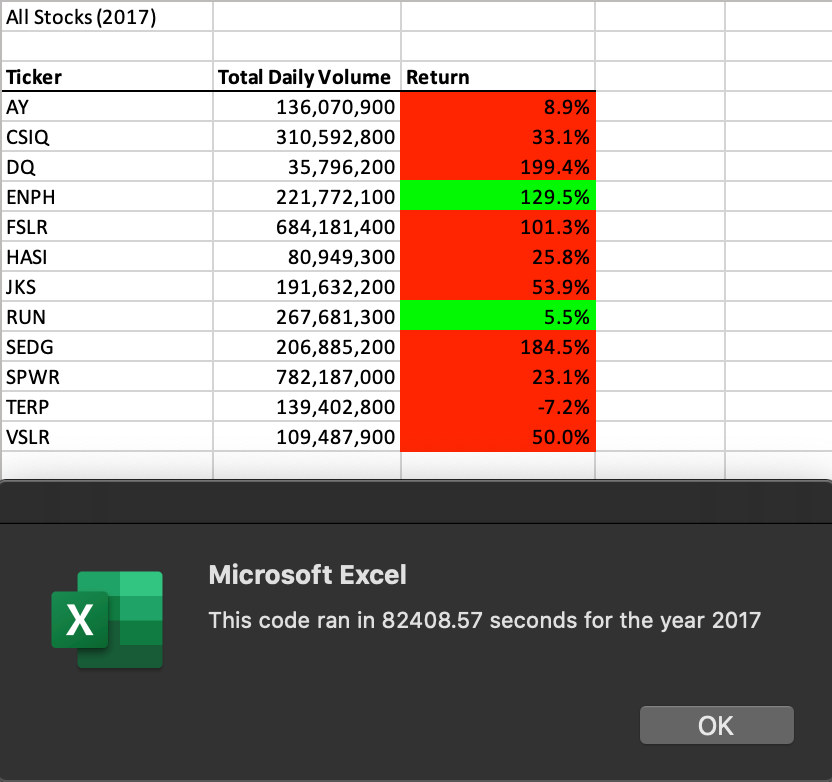 All Stocks (2017)
Ticker Total Daily Volume Return
AY 136,070,900 8.9%
CSIQ 310,592,800 33.1%
DQ 35,796,200 199.4%
ENPH 221,772,100 129.5%
FSLR 684,181,400 101.3%
HASI 80,949,300 25.8%
JKS 191,632,200 53.9%
RUN 267,681,300 5.5%
SEDG 206,885,200 184.5%
SPWR 782,187,000 23.1%
TERP 139,402,800 -7.2%
VSLR 109,487,900 50.0%
Microsoft Excel
X
This code ran in 82408.57 seconds for the year 2017
OK